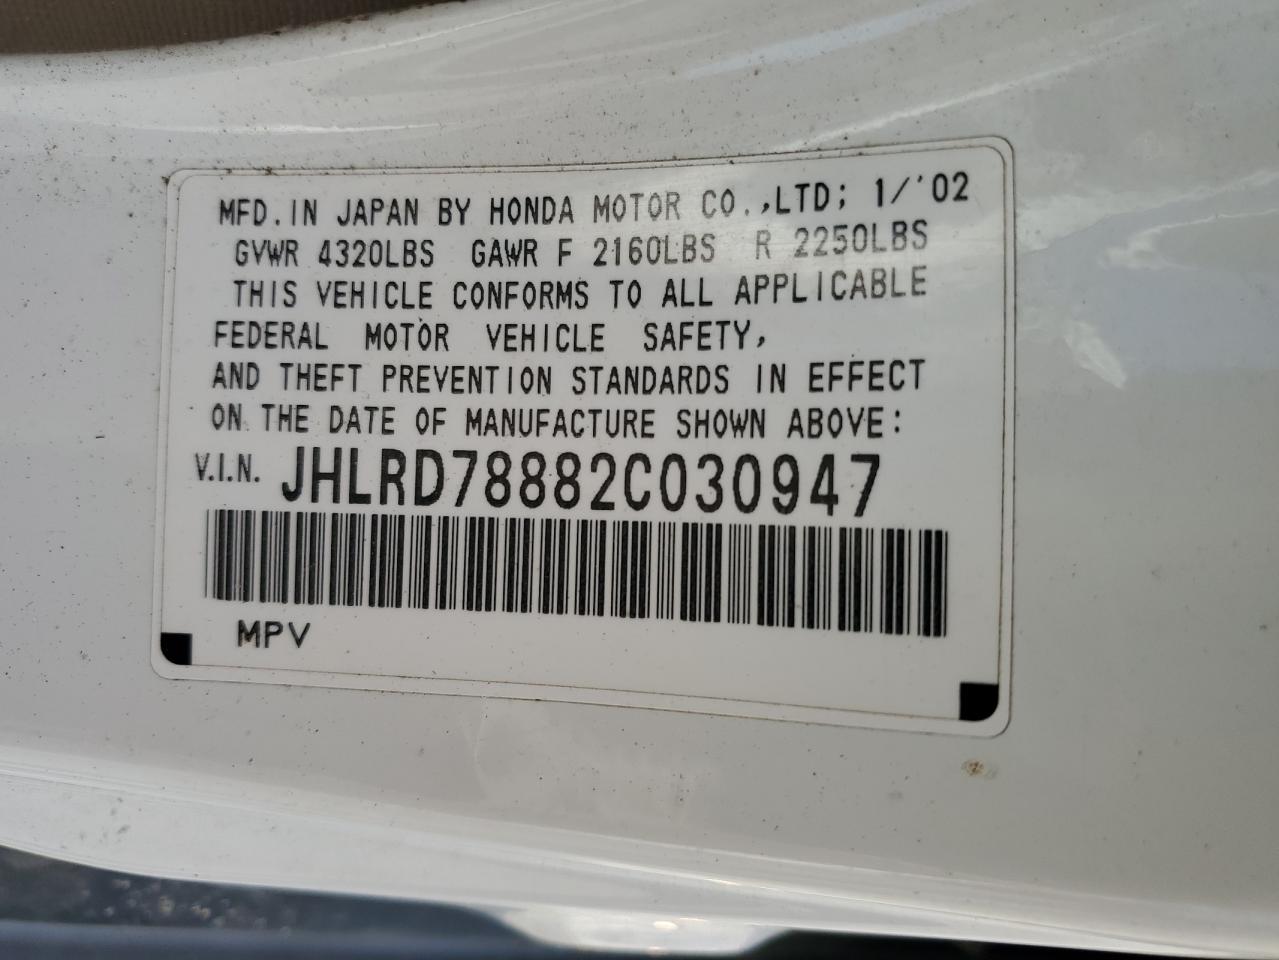 MFD. IN JAPAN BY HONDA MOTOR CO.,LTD; 1/'02
GVWR 4320LBS GAWR F 2160LBS R 2250LBS
THIS VEHICLE CONFORMS TO ALL APPLICABLE
FEDERAL MOTOR VEHICLE SAFETY,
AND THEFT PREVENTION STANDARDS IN EFFECT
ON THE DATE OF MANUFACTURE SHOWN ABOVE:
V.I.N. JHLRD78882C030947
MPV